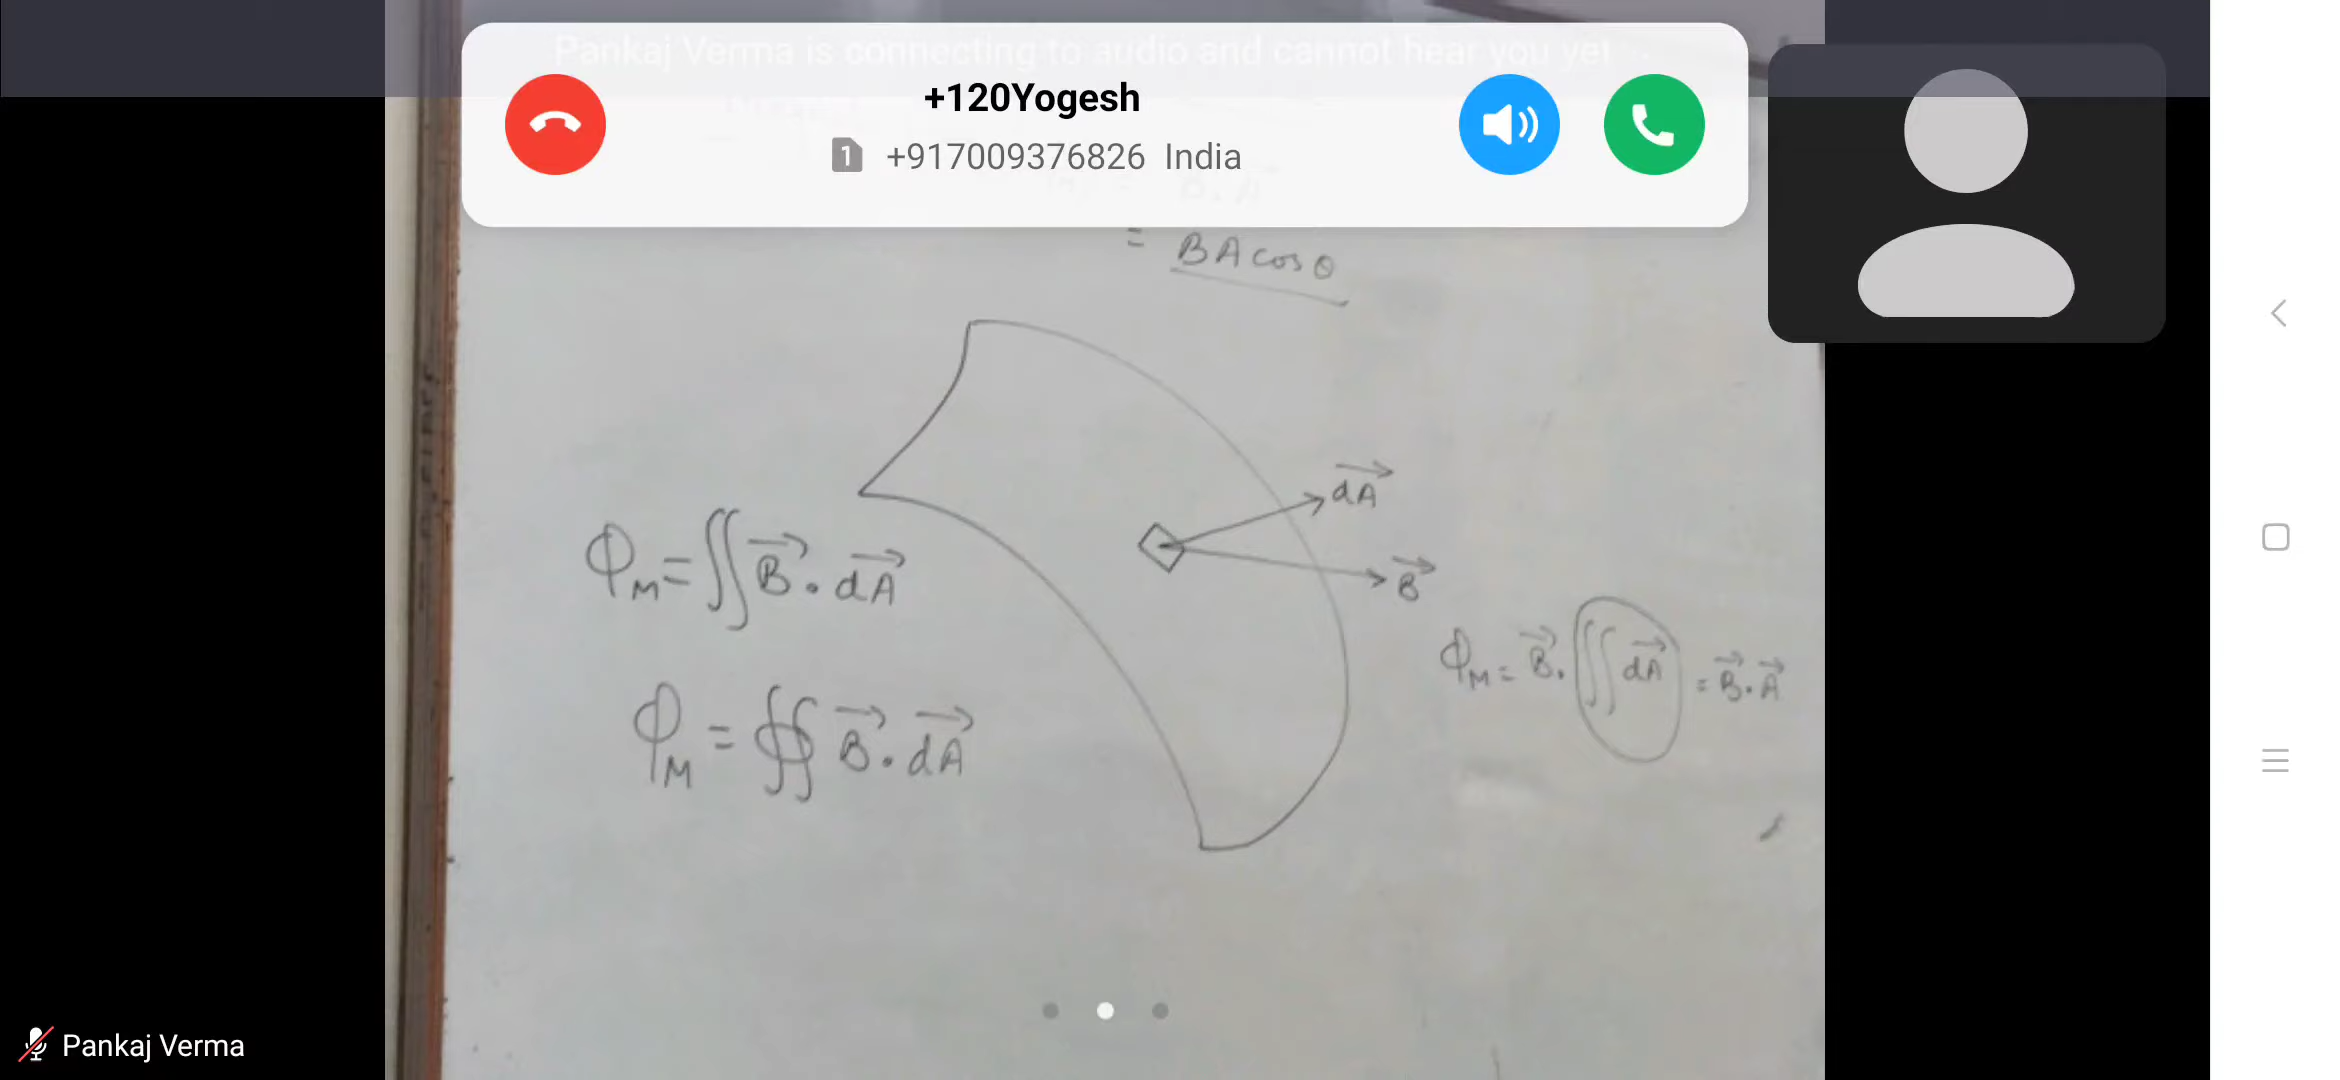 Pankaj Verma is connecting to audio and cannot hear you yet
+120Yogesh
1 +917009376826 India
B⃗ . A⃗
= BA cos θ
dA⃗
B⃗
Φ_M = ∬ B⃗ . dA⃗
Φ_M = B⃗ . ∬ dA⃗ = B⃗ . A⃗
Φ_M = ∯ B⃗ . dA⃗
Pankaj Verma